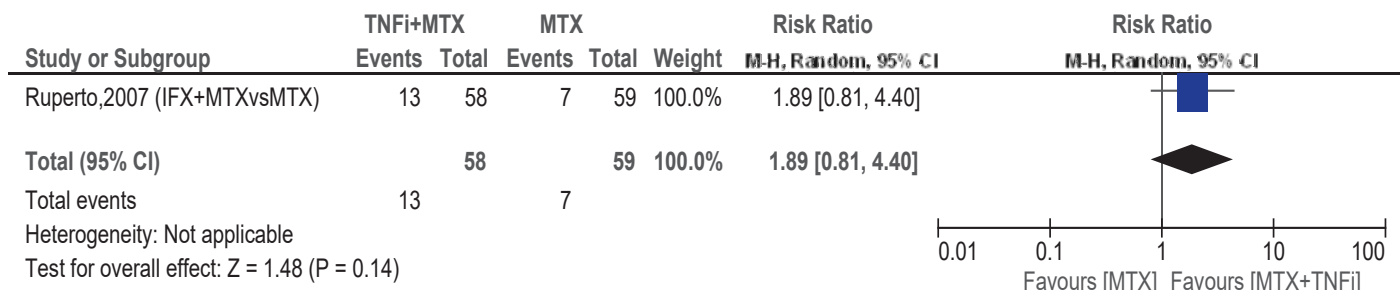 TNFi+MTX MTX Risk Ratio Risk Ratio
Study or Subgroup Events Total Events Total Weight M-H, Random, 95% CI M-H, Random, 95% CI
Ruperto,2007 (IFX+MTXvsMTX) 13 58 7 59 100.0% 1.89 [0.81, 4.40]
Total (95% CI) 58 59 100.0% 1.89 [0.81, 4.40]
Total events 13 7
Heterogeneity: Not applicable
Test for overall effect: Z = 1.48 (P = 0.14)
0.01 0.1 1 10 100
Favours [MTX] Favours [MTX+TNFi]